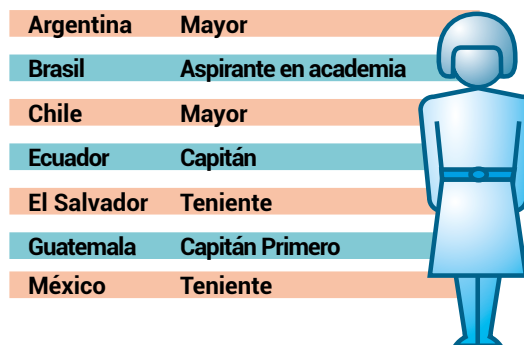 Argentina Mayor
Brasil Aspirante en academia
Chile Mayor
Ecuador Capitán
El Salvador Teniente
Guatemala Capitán Primero
México Teniente